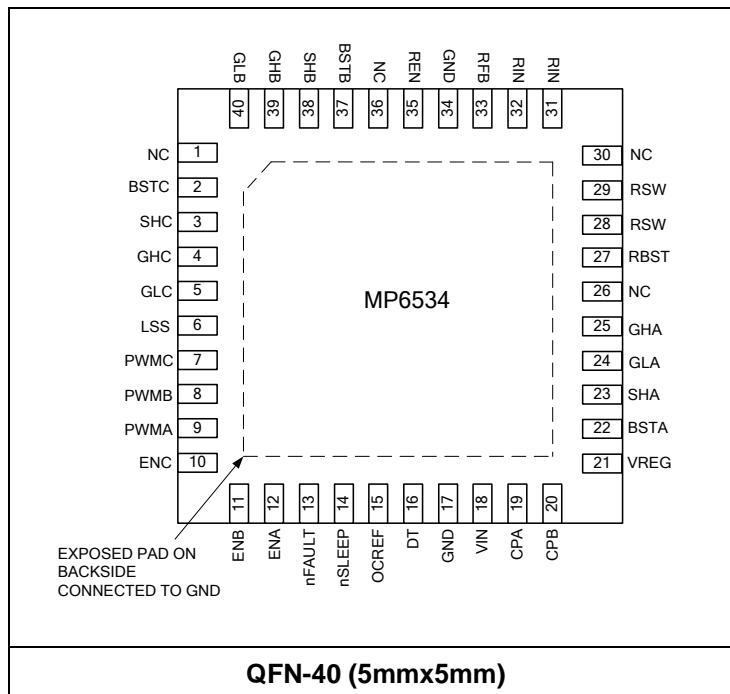 GLB
GHB
SHB
BSTB
NC
REN
GND
RFB
RIN
RIN
40
39
38
37
36
35
34
33
32
31
NC 1
BSTC 2
SHC 3
GHC 4
GLC 5
LSS 6
PWMC 7
PWMB 8
PWMA 9
ENC 10
MP6534
30 NC
29 RSW
28 RSW
27 RBST
26 NC
25 GHA
24 GLA
23 SHA
22 BSTA
21 VREG
11
12
13
14
15
16
17
18
19
20
ENB
ENA
nFAULT
nSLEEP
OCREF
DT
GND
VIN
CPA
CPB
EXPOSED PAD ON
BACKSIDE
CONNECTED TO GND
QFN-40 (5mmx5mm)